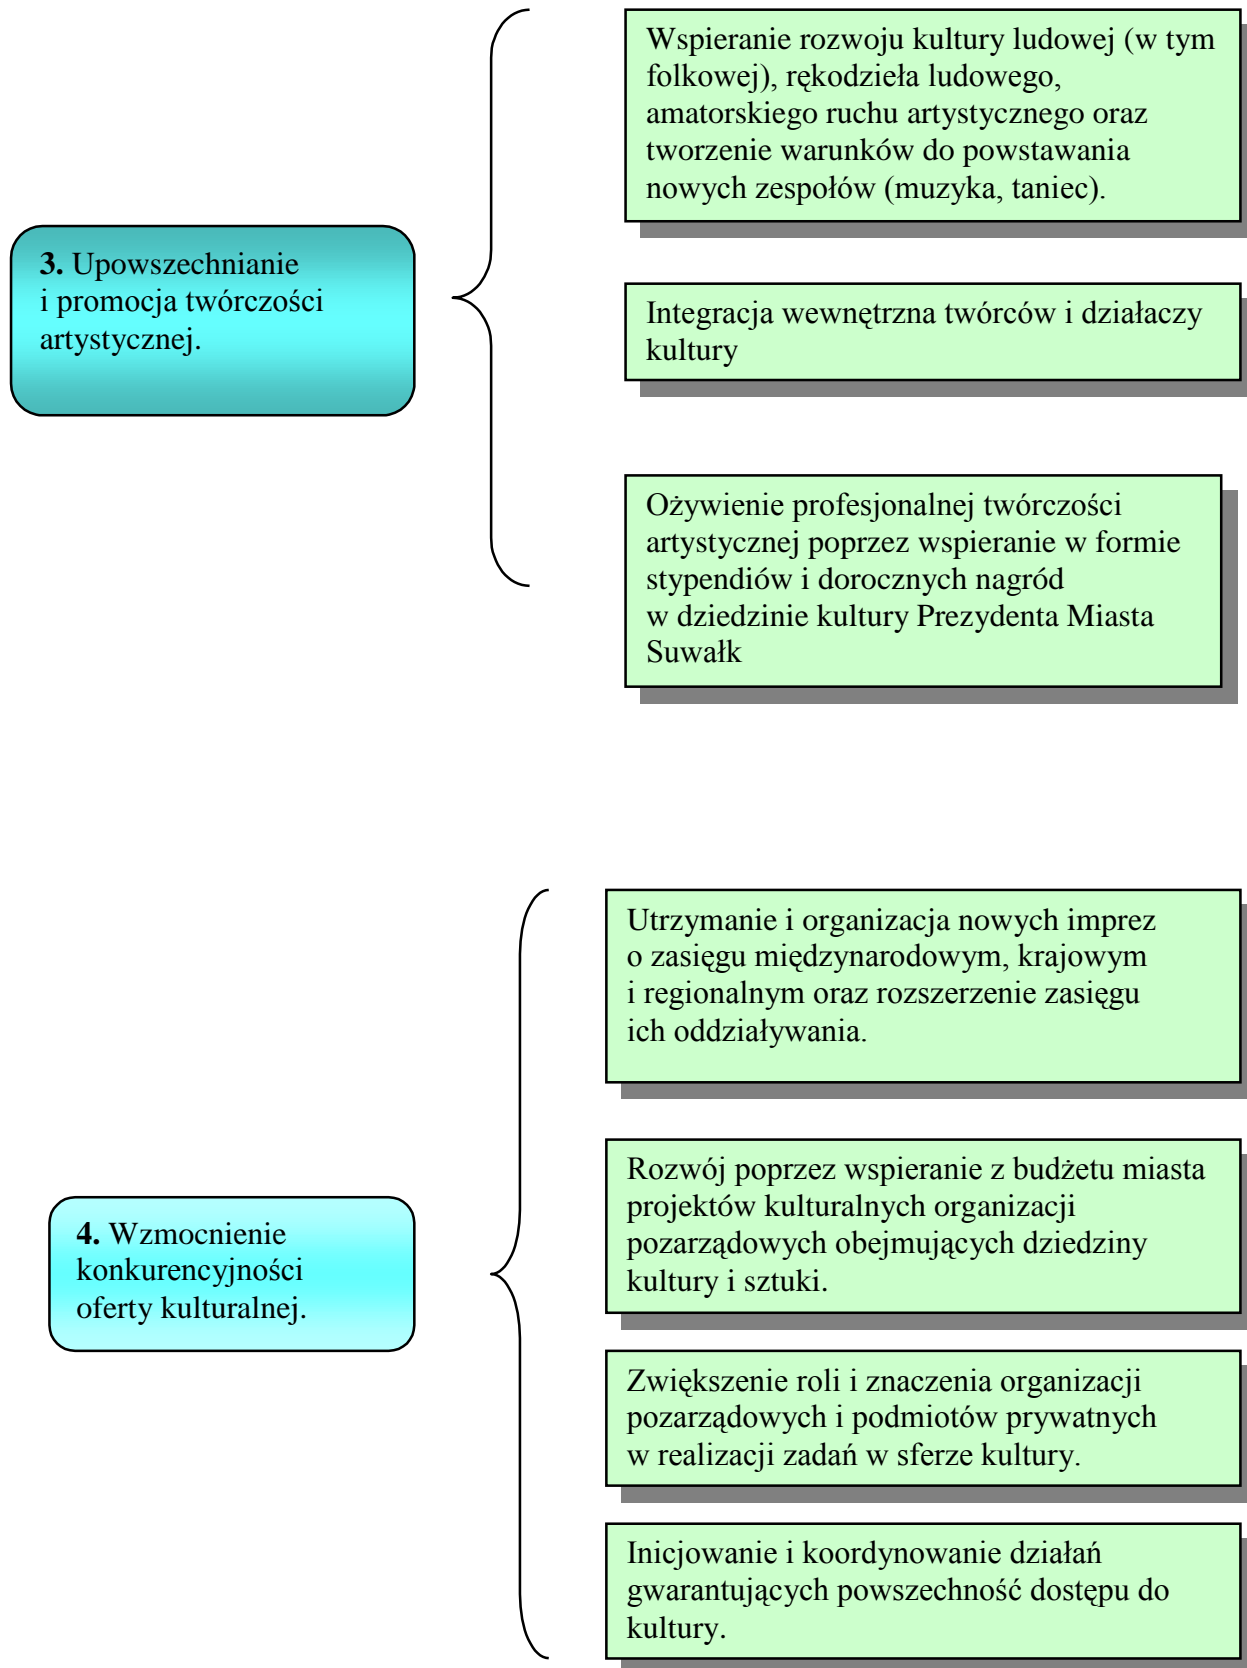 3. Upowszechnianie
i promocja twórczości
artystycznej.
Wspieranie rozwoju kultury ludowej (w tym
folkowej), rękodzieła ludowego,
amatorskiego ruchu artystycznego oraz
tworzenie warunków do powstawania
nowych zespołów (muzyka, taniec).
Integracja wewnętrzna twórców i działaczy
kultury
Ożywienie profesjonalnej twórczości
artystycznej poprzez wspieranie w formie
stypendiów i dorocznych nagród
w dziedzinie kultury Prezydenta Miasta
Suwałk
4. Wzmocnienie
konkurencyjności
oferty kulturalnej.
Utrzymanie i organizacja nowych imprez
o zasięgu międzynarodowym, krajowym
i regionalnym oraz rozszerzenie zasięgu
ich oddziaływania.
Rozwój poprzez wspieranie z budżetu miasta
projektów kulturalnych organizacji
pozarządowych obejmujących dziedziny
kultury i sztuki.
Zwiększenie roli i znaczenia organizacji
pozarządowych i podmiotów prywatnych
w realizacji zadań w sferze kultury.
Inicjowanie i koordynowanie działań
gwarantujących powszechność dostępu do
kultury.